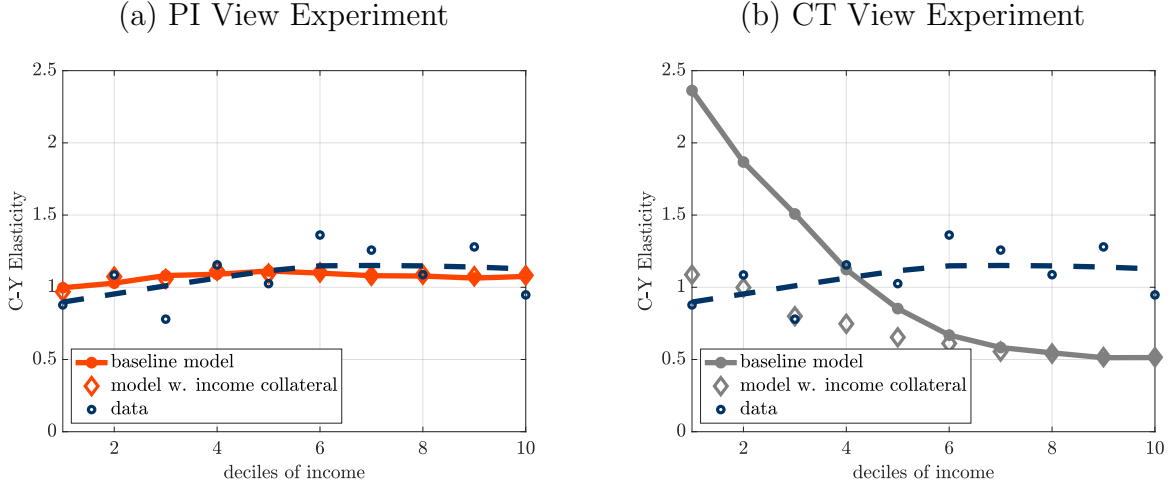 (a) PI View Experiment
2.5
2
1.5
1
0.5
0
C-Y Elasticity
baseline model
model w. income collateral
data
2 4 6 8 10
deciles of income
(b) CT View Experiment
2.5
2
1.5
1
0.5
0
C-Y Elasticity
baseline model
model w. income collateral
data
2 4 6 8 10
deciles of income